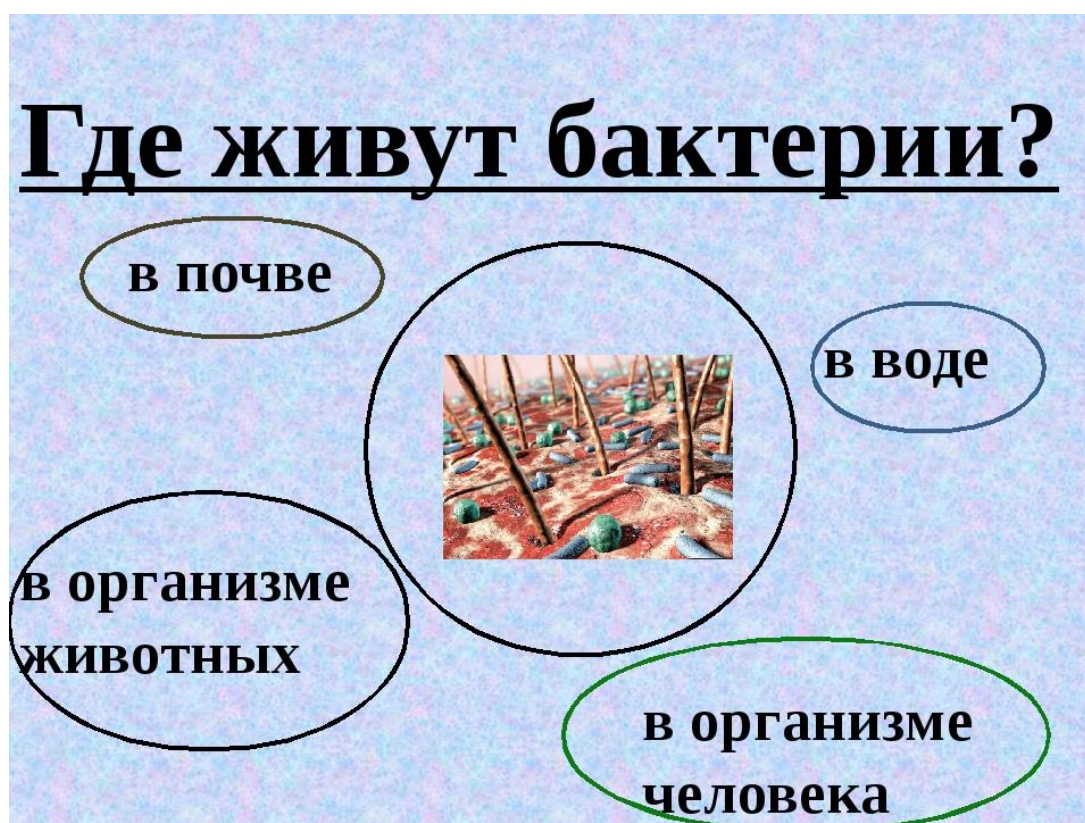 Где живут бактерии?
в почве
в воде
в организме
животных
в организме
человека